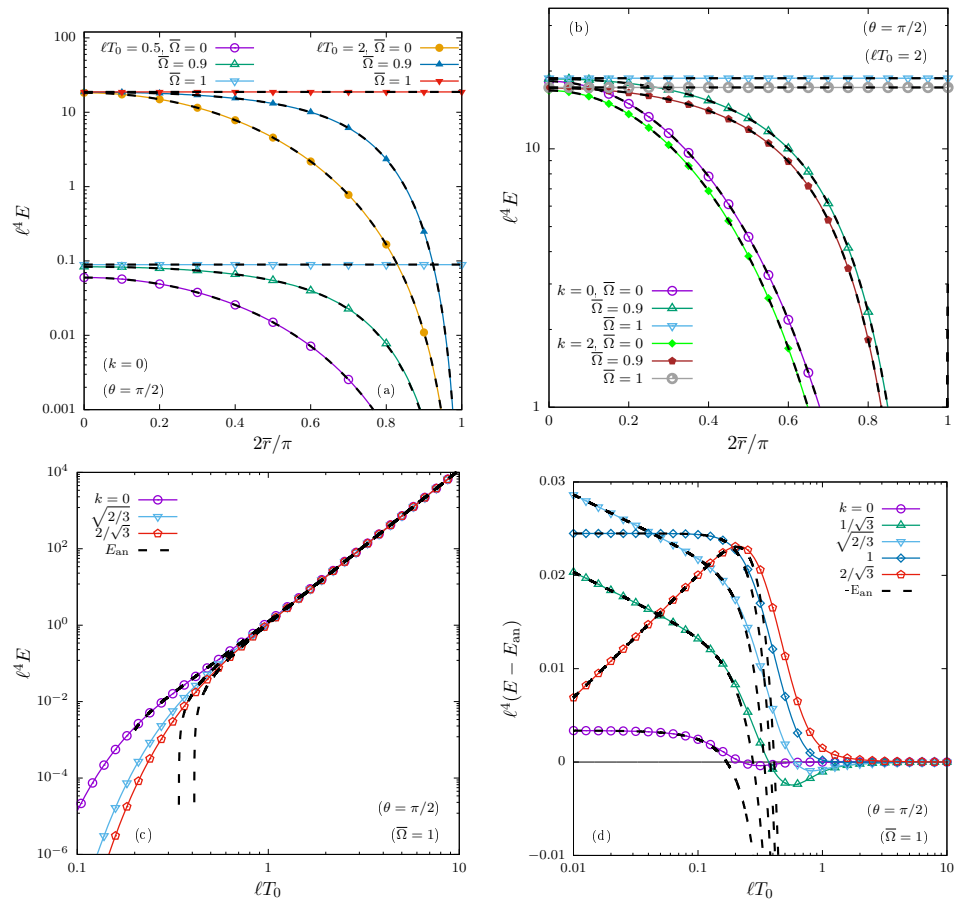 100
10
1
0.1
0.01
0.001
ℓ⁴E
ℓT₀ = 0.5, Ω̅ = 0
Ω̅ = 0.9
Ω̅ = 1
ℓT₀ = 2, Ω̅ = 0
Ω̅ = 0.9
Ω̅ = 1
(k = 0)
(θ = π/2)
(a)
0 0.2 0.4 0.6 0.8 1
2r̅/π
(b)
(θ = π/2)
(ℓT₀ = 2)
10
1
ℓ⁴E
k = 0, Ω̅ = 0
Ω̅ = 0.9
Ω̅ = 1
k = 2, Ω̅ = 0
Ω̅ = 0.9
Ω̅ = 1
0 0.2 0.4 0.6 0.8 1
2r̅/π
10⁴
10²
10⁰
10⁻²
10⁻⁴
10⁻⁶
ℓ⁴E
k = 0
√2/3
2/√3
E_an
(c)
(θ = π/2)
(Ω̅ = 1)
0.1 1 10
ℓT₀
0.03
0.02
0.01
0
−0.01
ℓ⁴(E − E_an)
k = 0
1/√3
√2/3
1
2/√3
-E_an
(θ = π/2)
(d)
(Ω̅ = 1)
0.01 0.1 1 10
ℓT₀